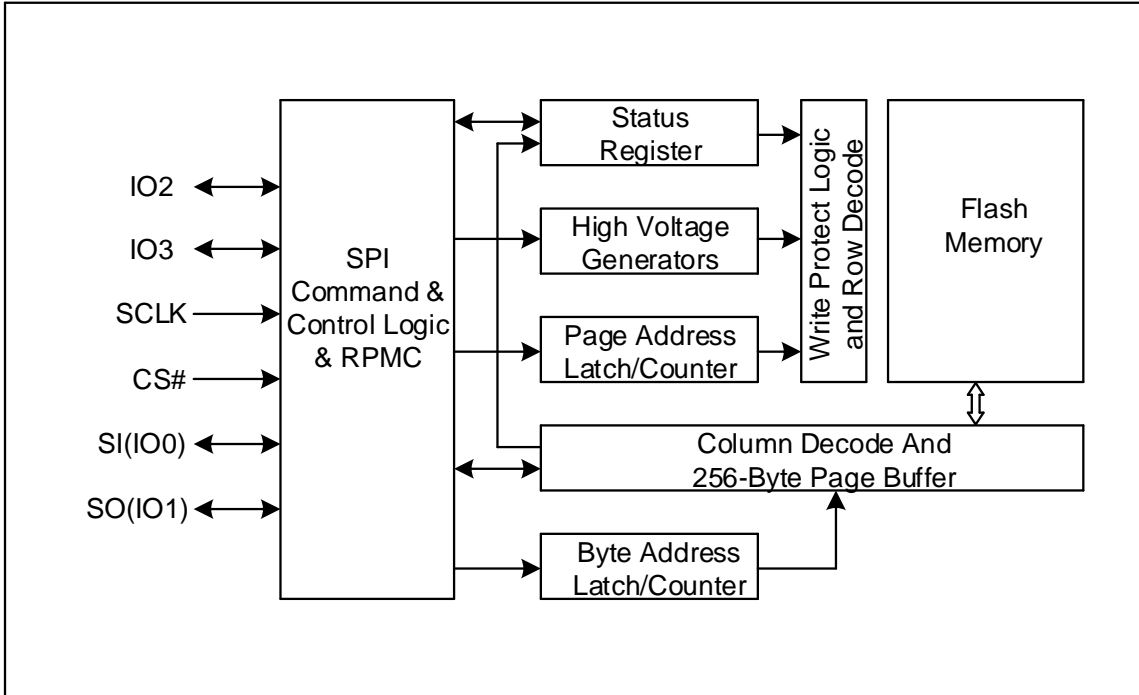 IO2
IO3
SCLK
CS#
SI(IO0)
SO(IO1)
SPI
Command &
Control Logic
& RPMC
Status
Register
High Voltage
Generators
Page Address
Latch/Counter
Write Protect Logic
and Row Decode
Flash
Memory
Column Decode And
256-Byte Page Buffer
Byte Address
Latch/Counter